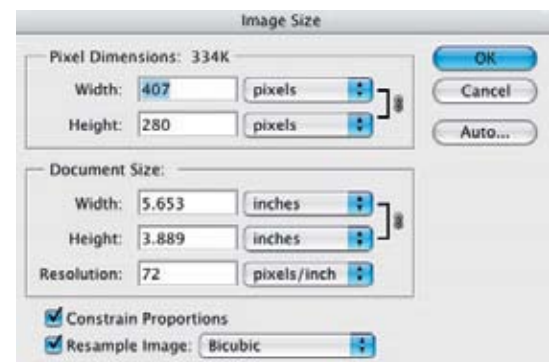 Image Size
Pixel Dimensions: 334K
Width: 407 pixels
Height: 280 pixels
OK
Cancel
Auto...
Document Size:
Width: 5.653 inches
Height: 3.889 inches
Resolution: 72 pixels/inch
Constrain Proportions
Resample Image: Bicubic